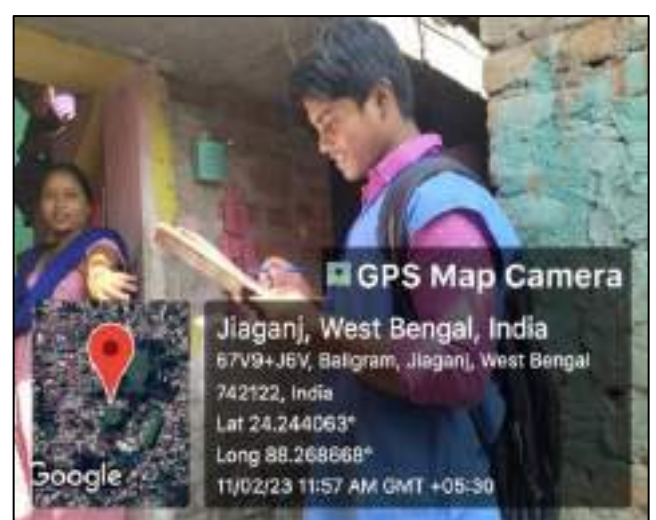 GPS Map Camera
Jiaganj, West Bengal, India
67V9+J6V, Baligram, Jiaganj, West Bengal
742122, India
Lat 24.244063°
Long 88.268668°
11/02/23 11:57 AM GMT +05:30
Google